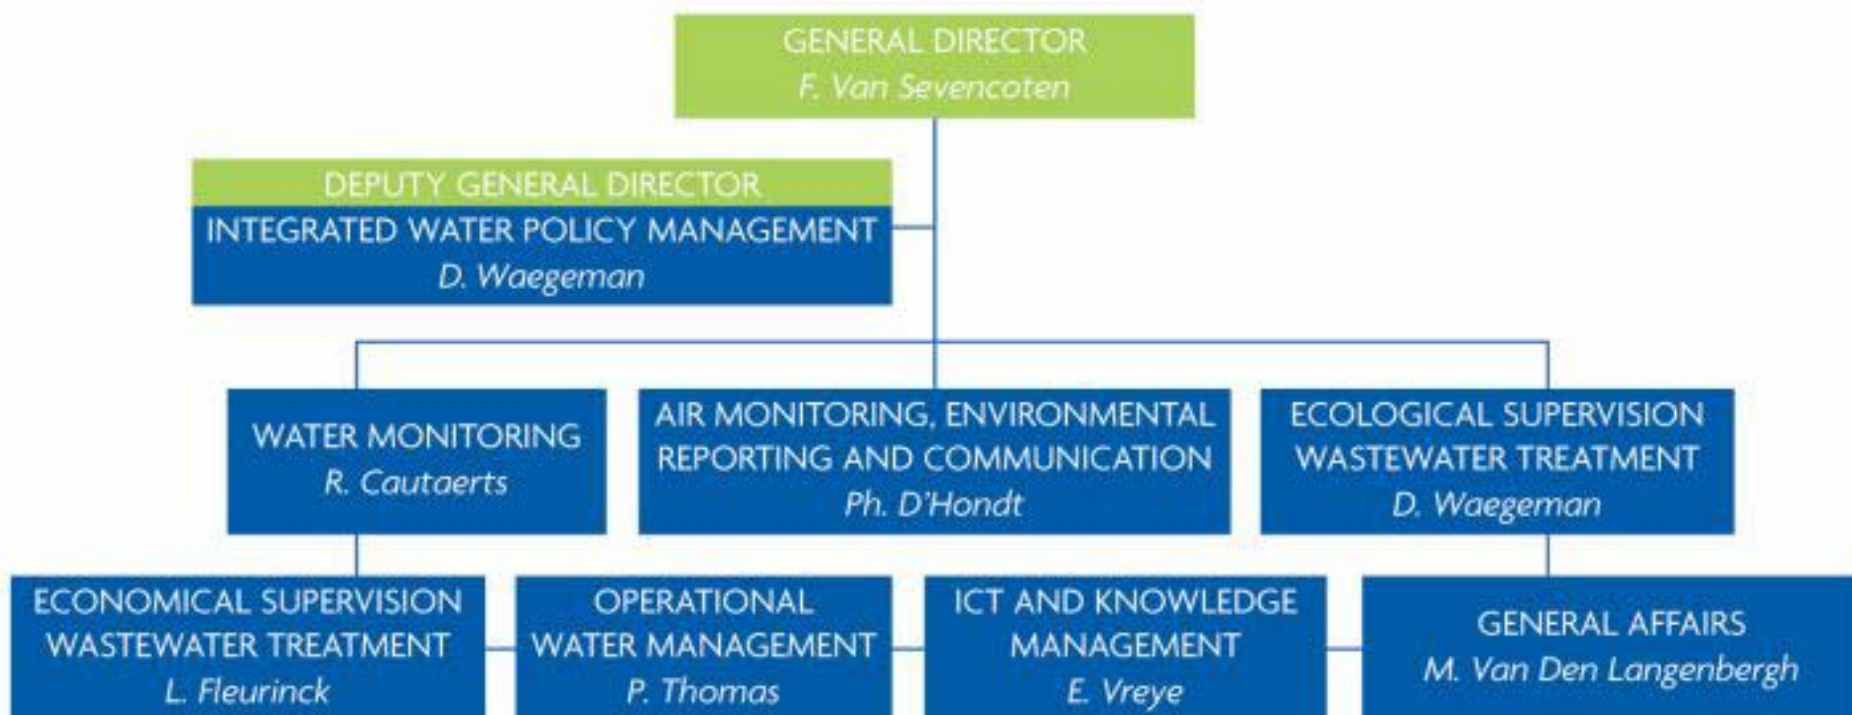 GENERAL DIRECTOR
F. Van Sevencoten
DEPUTY GENERAL DIRECTOR
INTEGRATED WATER POLICY MANAGEMENT
D. Waegeman
WATER MONITORING
R. Cautaerts
AIR MONITORING, ENVIRONMENTAL
REPORTING AND COMMUNICATION
Ph. D'Hondt
ECOLOGICAL SUPERVISION
WASTEWATER TREATMENT
D. Waegeman
ECONOMICAL SUPERVISION
WASTEWATER TREATMENT
L. Fleurinck
OPERATIONAL
WATER MANAGEMENT
P. Thomas
ICT AND KNOWLEDGE
MANAGEMENT
E. Vreye
GENERAL AFFAIRS
M. Van Den Langenbergh